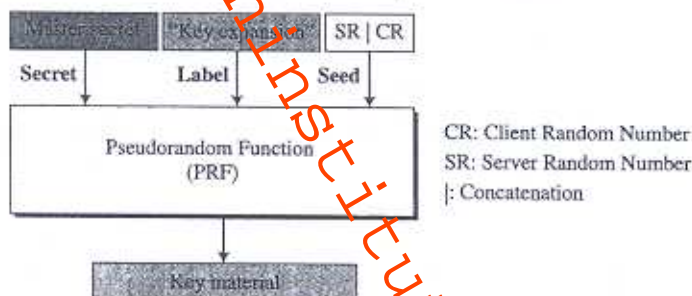 Master secret "Key expansion" SR | CR
Secret Label Seed
Pseudorandom Function
(PRF)
CR: Client Random Number
SR: Server Random Number
|: Concatenation
Key material